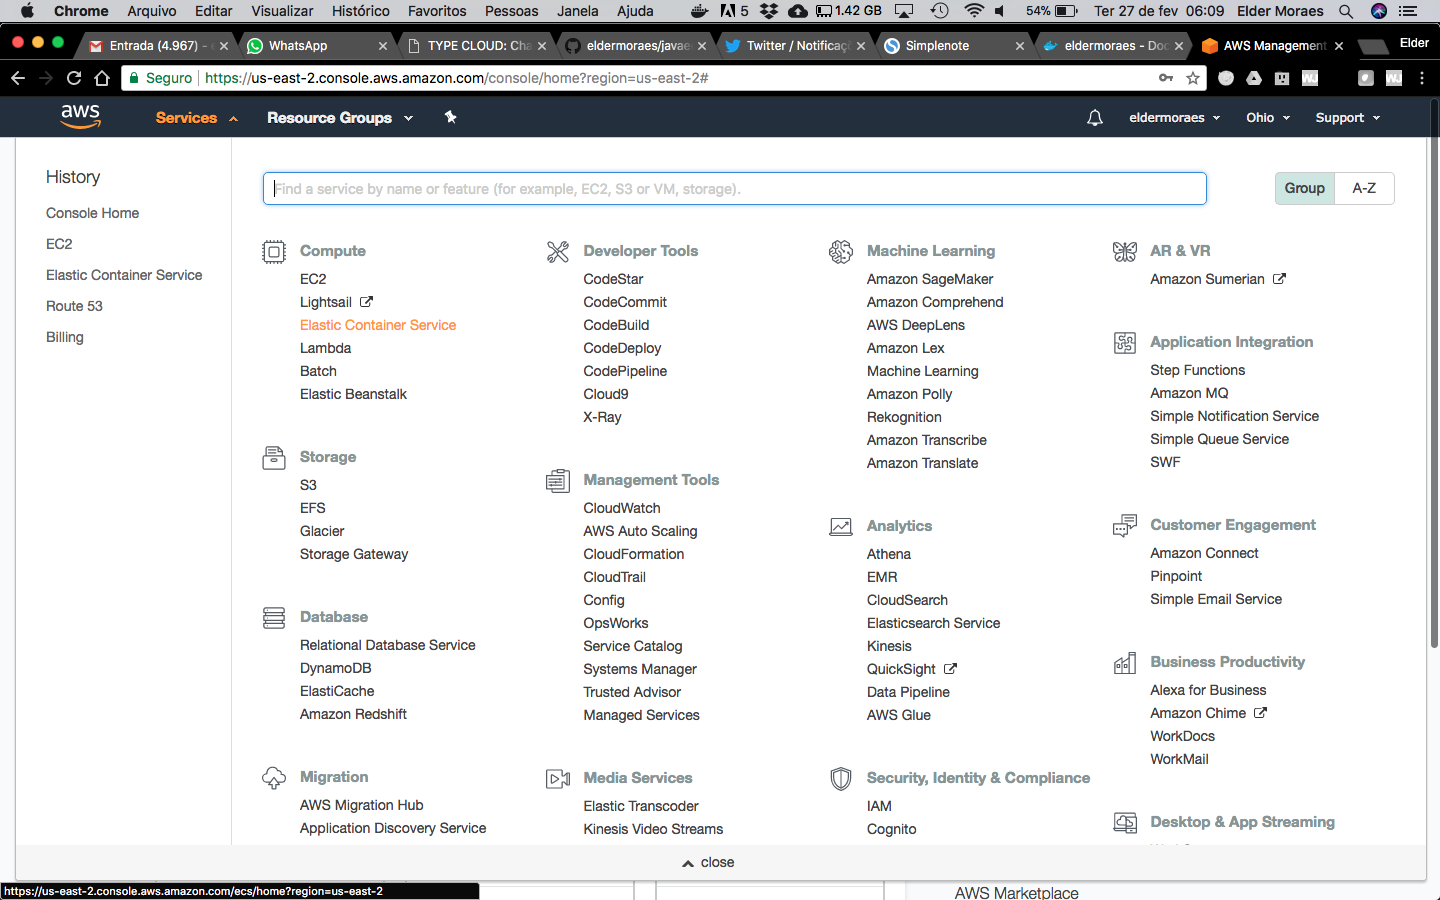 Chrome Arquivo Editar Visualizar Histórico Favoritos Pessoas Janela Ajuda 5 1.42 GB 54% Ter 27 de fev 06:09 Elder Moraes
Entrada (4.967) - WhatsApp TYPE CLOUD: Cha eldermoraes/javaee Twitter / Notificaçõ Simplenote eldermoraes - Doc AWS Management Elder
Seguro https://us-east-2.console.aws.amazon.com/console/home?region=us-east-2#
aws Services Resource Groups eldermoraes Ohio Support
History
Console Home
EC2
Elastic Container Service
Route 53
Billing
Find a service by name or feature (for example, EC2, S3 or VM, storage).
Group A-Z
Compute
EC2
Lightsail
Elastic Container Service
Lambda
Batch
Elastic Beanstalk
Storage
S3
EFS
Glacier
Storage Gateway
Database
Relational Database Service
DynamoDB
ElastiCache
Amazon Redshift
Migration
AWS Migration Hub
Application Discovery Service
Developer Tools
CodeStar
CodeCommit
CodeBuild
CodeDeploy
CodePipeline
Cloud9
X-Ray
Management Tools
CloudWatch
AWS Auto Scaling
CloudFormation
CloudTrail
Config
OpsWorks
Service Catalog
Systems Manager
Trusted Advisor
Managed Services
Media Services
Elastic Transcoder
Kinesis Video Streams
Machine Learning
Amazon SageMaker
Amazon Comprehend
AWS DeepLens
Amazon Lex
Machine Learning
Amazon Polly
Rekognition
Amazon Transcribe
Amazon Translate
Analytics
Athena
EMR
CloudSearch
Elasticsearch Service
Kinesis
QuickSight
Data Pipeline
AWS Glue
Security, Identity & Compliance
IAM
Cognito
AR & VR
Amazon Sumerian
Application Integration
Step Functions
Amazon MQ
Simple Notification Service
Simple Queue Service
SWF
Customer Engagement
Amazon Connect
Pinpoint
Simple Email Service
Business Productivity
Alexa for Business
Amazon Chime
WorkDocs
WorkMail
Desktop & App Streaming
close
https://us-east-2.console.aws.amazon.com/ecs/home?region=us-east-2
AWS Marketplace